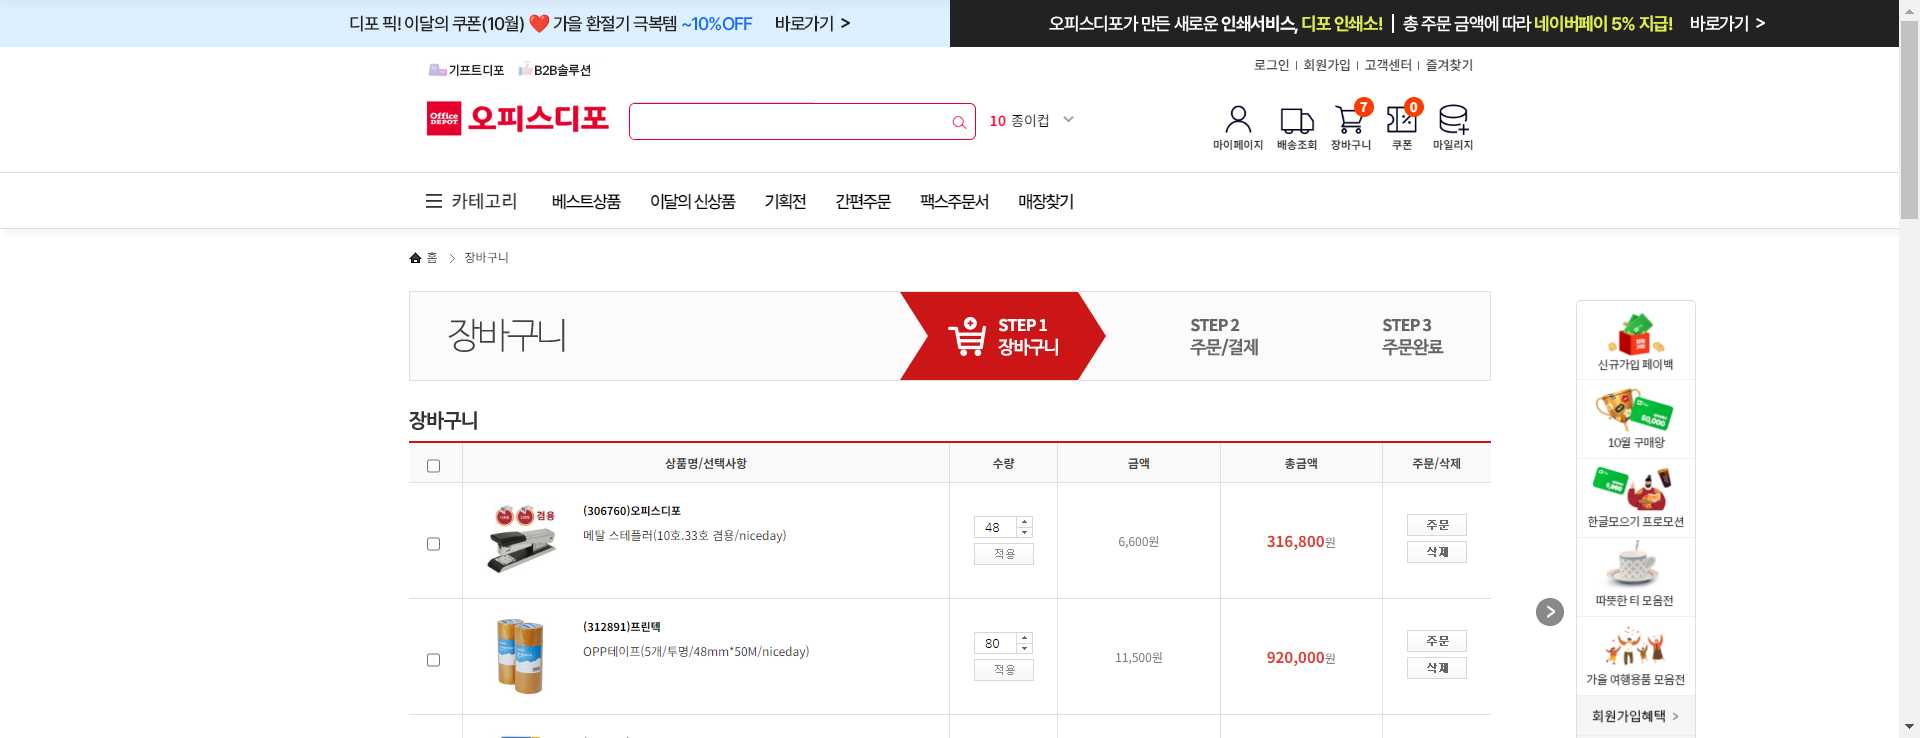 디포 픽! 이달의 쿠폰(10월) ❤️ 가을 환절기 극복템 ~10%OFF 바로가기 >
오피스디포가 만든 새로운 인쇄서비스, 디포 인쇄소! | 총 주문 금액에 따라 네이버페이 5% 지급! 바로가기 >
기프트디포 B2B솔루션
로그인 | 회원가입 | 고객센터 | 즐겨찾기
Office DEPOT 오피스디포
10 종이컵
7
0
마이페이지 배송조회 장바구니 쿠폰 마일리지
카테고리 베스트상품 이달의 신상품 기획전 간편주문 팩스주문서 매장찾기
홈 > 장바구니
장바구니
STEP 1
장바구니
STEP 2
주문/결제
STEP 3
주문완료
장바구니
상품명/선택사항 수량 금액 총금액 주문/삭제
겸용
(306760)오피스디포
메탈 스테플러(10호.33호 겸용/niceday)
48
적용
6,600원
316,800원
주문
삭제
(312891)프린텍
OPP테이프(5개/투명/48mm*50M/niceday)
80
적용
11,500원
920,000원
주문
삭제
신규가입 페이백
50,000
10월 구매왕
한글모으기 프로모션
따뜻한 티 모음전
가을 여행용품 모음전
회원가입혜택 >